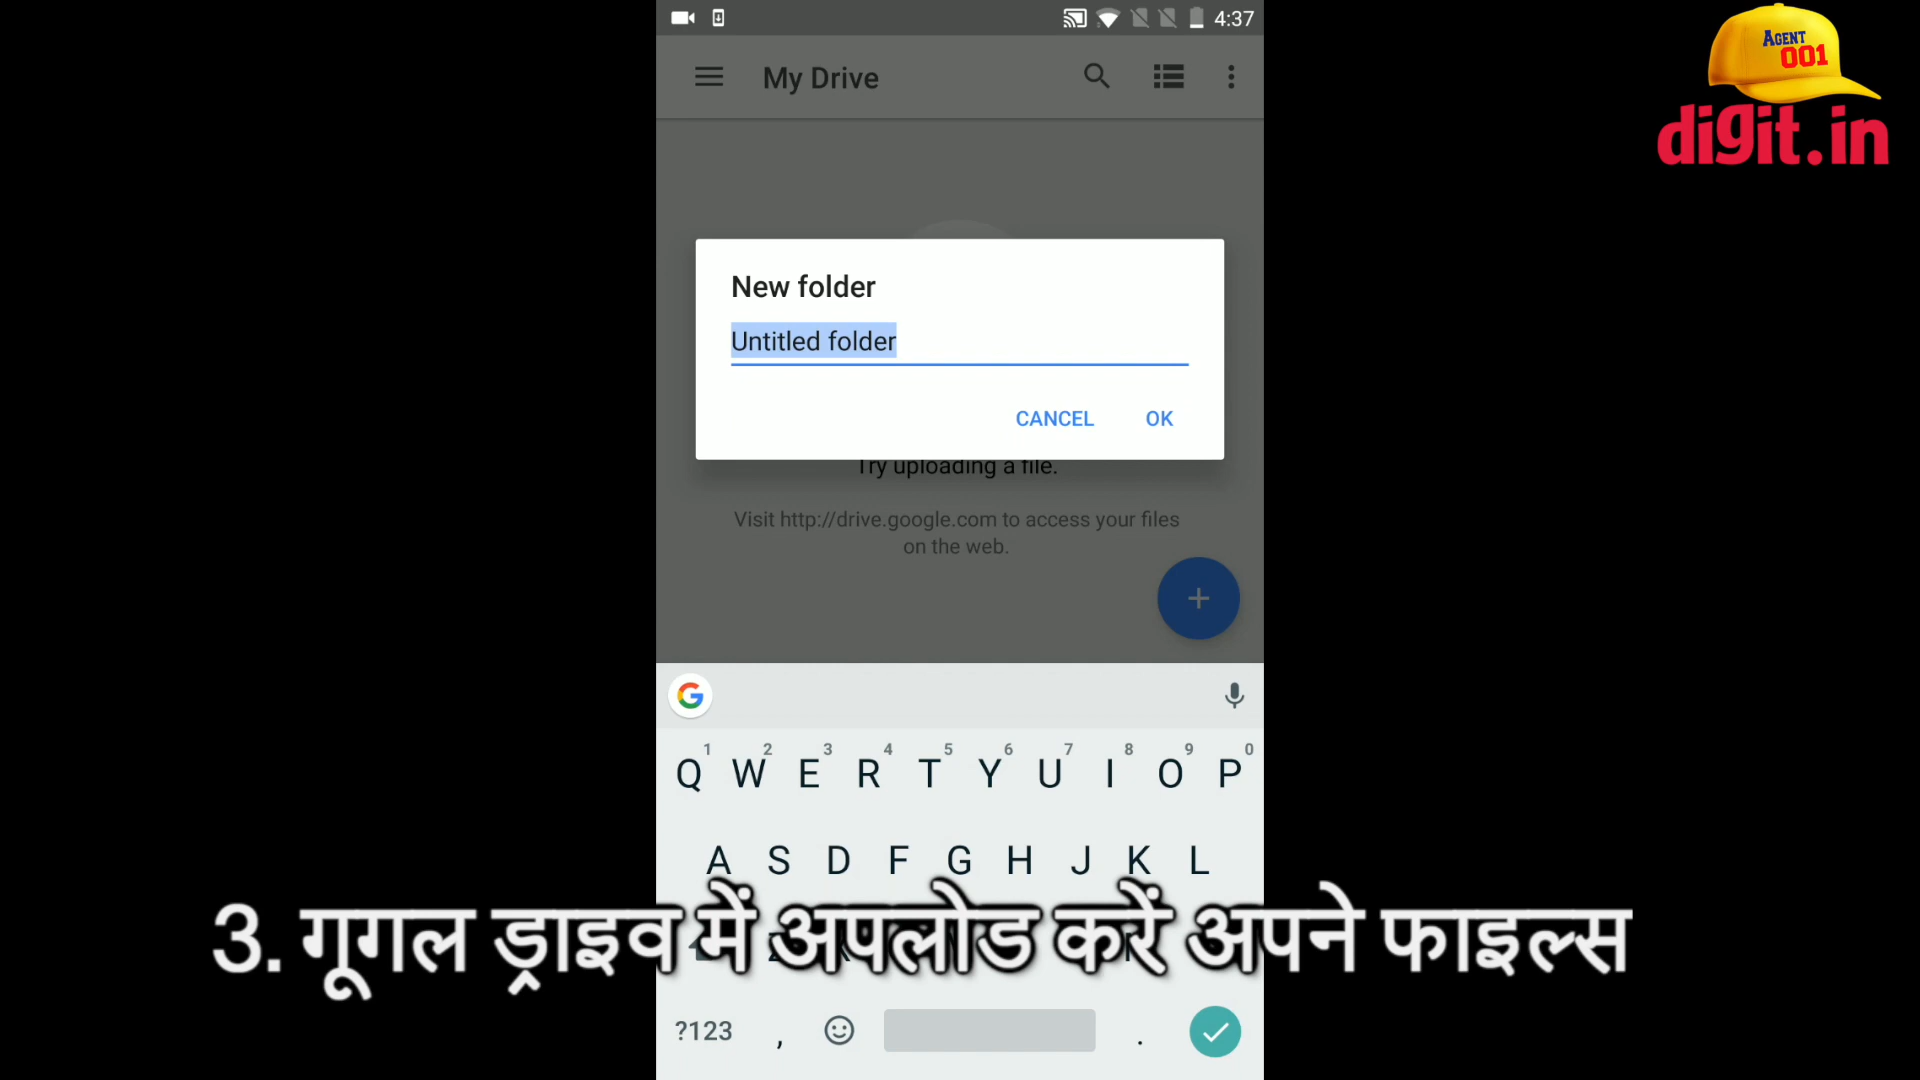 4:37
My Drive
AGENT
001
digit.in
New folder
Untitled folder
CANCEL OK
Try uploading a file.
Visit http://drive.google.com to access your files
on the web.
1 2 3 4 5 6 7 8 9 0
Q W E R T Y U I O P
A S D F G H J K L
3. गूगल ड्राइव में अपलोड करें अपने फाइल्स
?123 , .